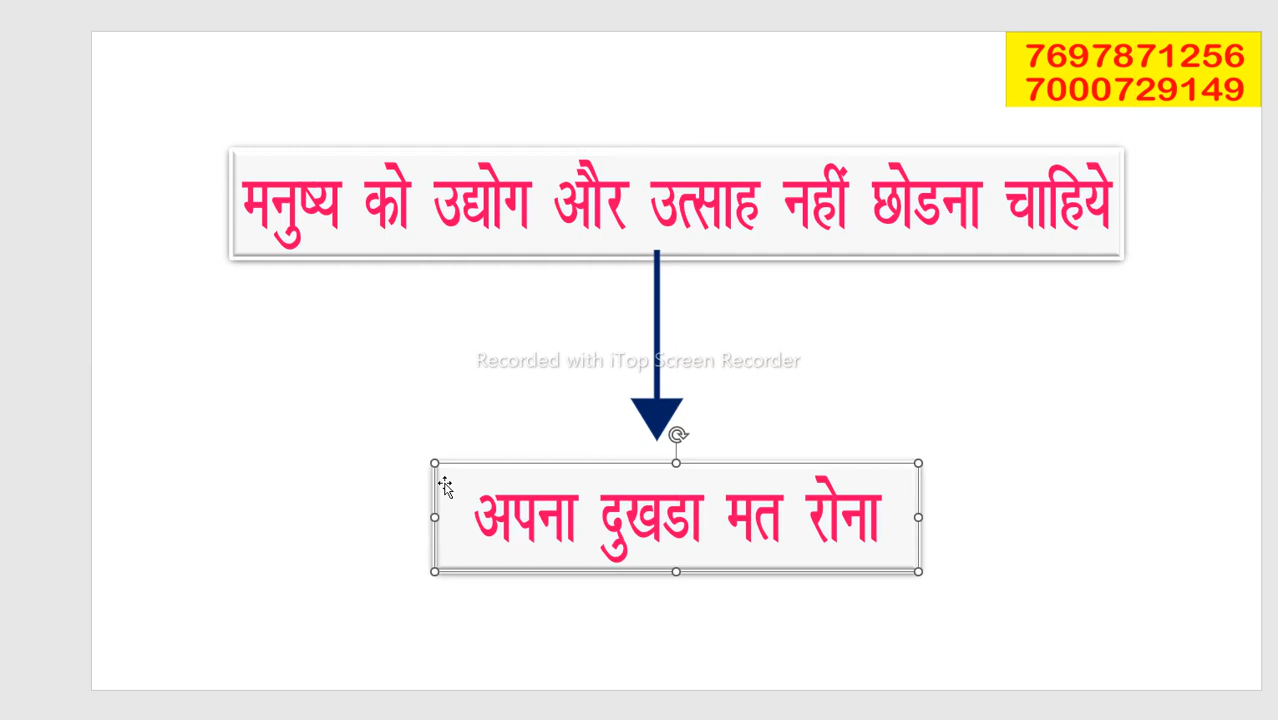 7697871256
7000729149
मनुष्य को उद्योग और उत्साह नहीं छोडना चाहिये
Recorded with iTop Screen Recorder
अपना दुखडा मत रोना